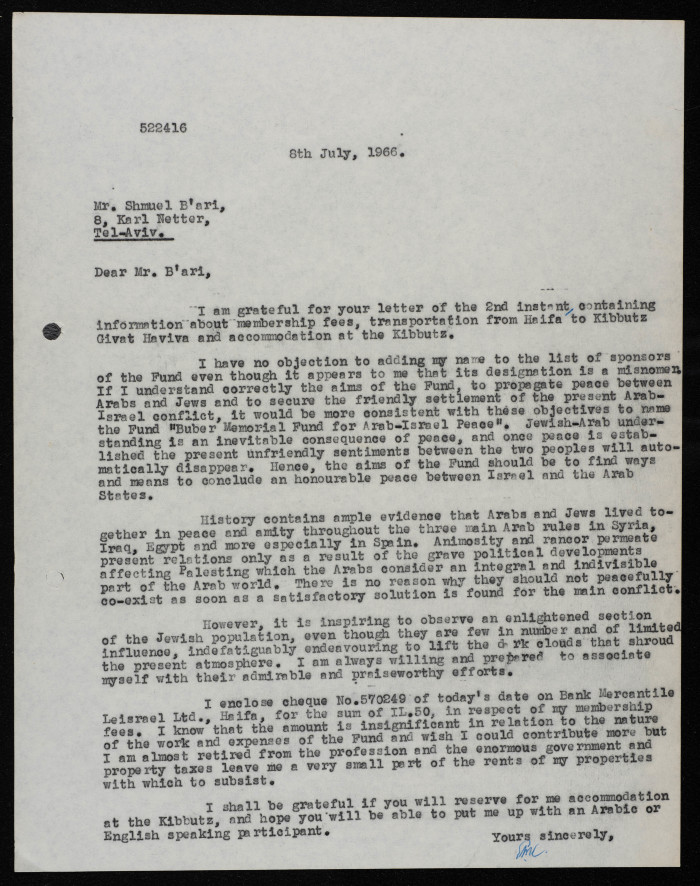 522416
8th July, 1966.
Mr. Shmuel B'ari,
8, Karl Netter,
Tel-Aviv.
Dear Mr. B'ari,
I am grateful for your letter of the 2nd instant, containing
information about membership fees, transportation from Haifa to Kibbutz
Givat Haviva and accommodation at the Kibbutz.
I have no objection to adding my name to the list of sponsors
of the Fund even though it appears to me that its designation is a misnomer
If I understand correctly the aims of the Fund, to propagate peace between
Arabs and Jews and to secure the friendly settlement of the present Arab-
Israel conflict, it would be more consistent with these objectives to name
the Fund "Buber Memorial Fund for Arab-Israel Peace". Jewish-Arab under-
standing is an inevitable consequence of peace, and once peace is estab-
lished the present unfriendly sentiments between the two peoples will auto-
matically disappear. Hence, the aims of the Fund should be to find ways
and means to conclude an honourable peace between Israel and the Arab
States.
History contains ample evidence that Arabs and Jews lived to-
gether in peace and amity throughout the three main Arab rules in Syria,
Iraq, Egypt and more especially in Spain. Animosity and rancor permeate
present relations only as a result of the grave political developments
affecting Palesting which the Arabs consider an integral and indivisible
part of the Arab world. There is no reason why they should not peacefully
co-exist as soon as a satisfactory solution is found for the main conflict.
However, it is inspiring to observe an enlightened section
of the Jewish population, even though they are few in number and of limited
influence, indefatiguably endeavouring to lift the dark clouds that shroud
the present atmosphere. I am always willing and prepared to associate
myself with their admirable and praiseworthy efforts.
I enclose cheque No.570249 of today's date on Bank Mercantile
Leisrael Ltd., Haifa, for the sum of IL.50, in respect of my membership
fees. I know that the amount is insignificant in relation to the nature
of the work and expenses of the Fund and wish I could contribute more but
I am almost retired from the profession and the enormous government and
property taxes leave me a very small part of the rents of my properties
with which to subsist.
I shall be grateful if you will reserve for me accommodation
at the Kibbutz, and hope you will be able to put me up with an Arabic or
English speaking participant.
Yours sincerely,